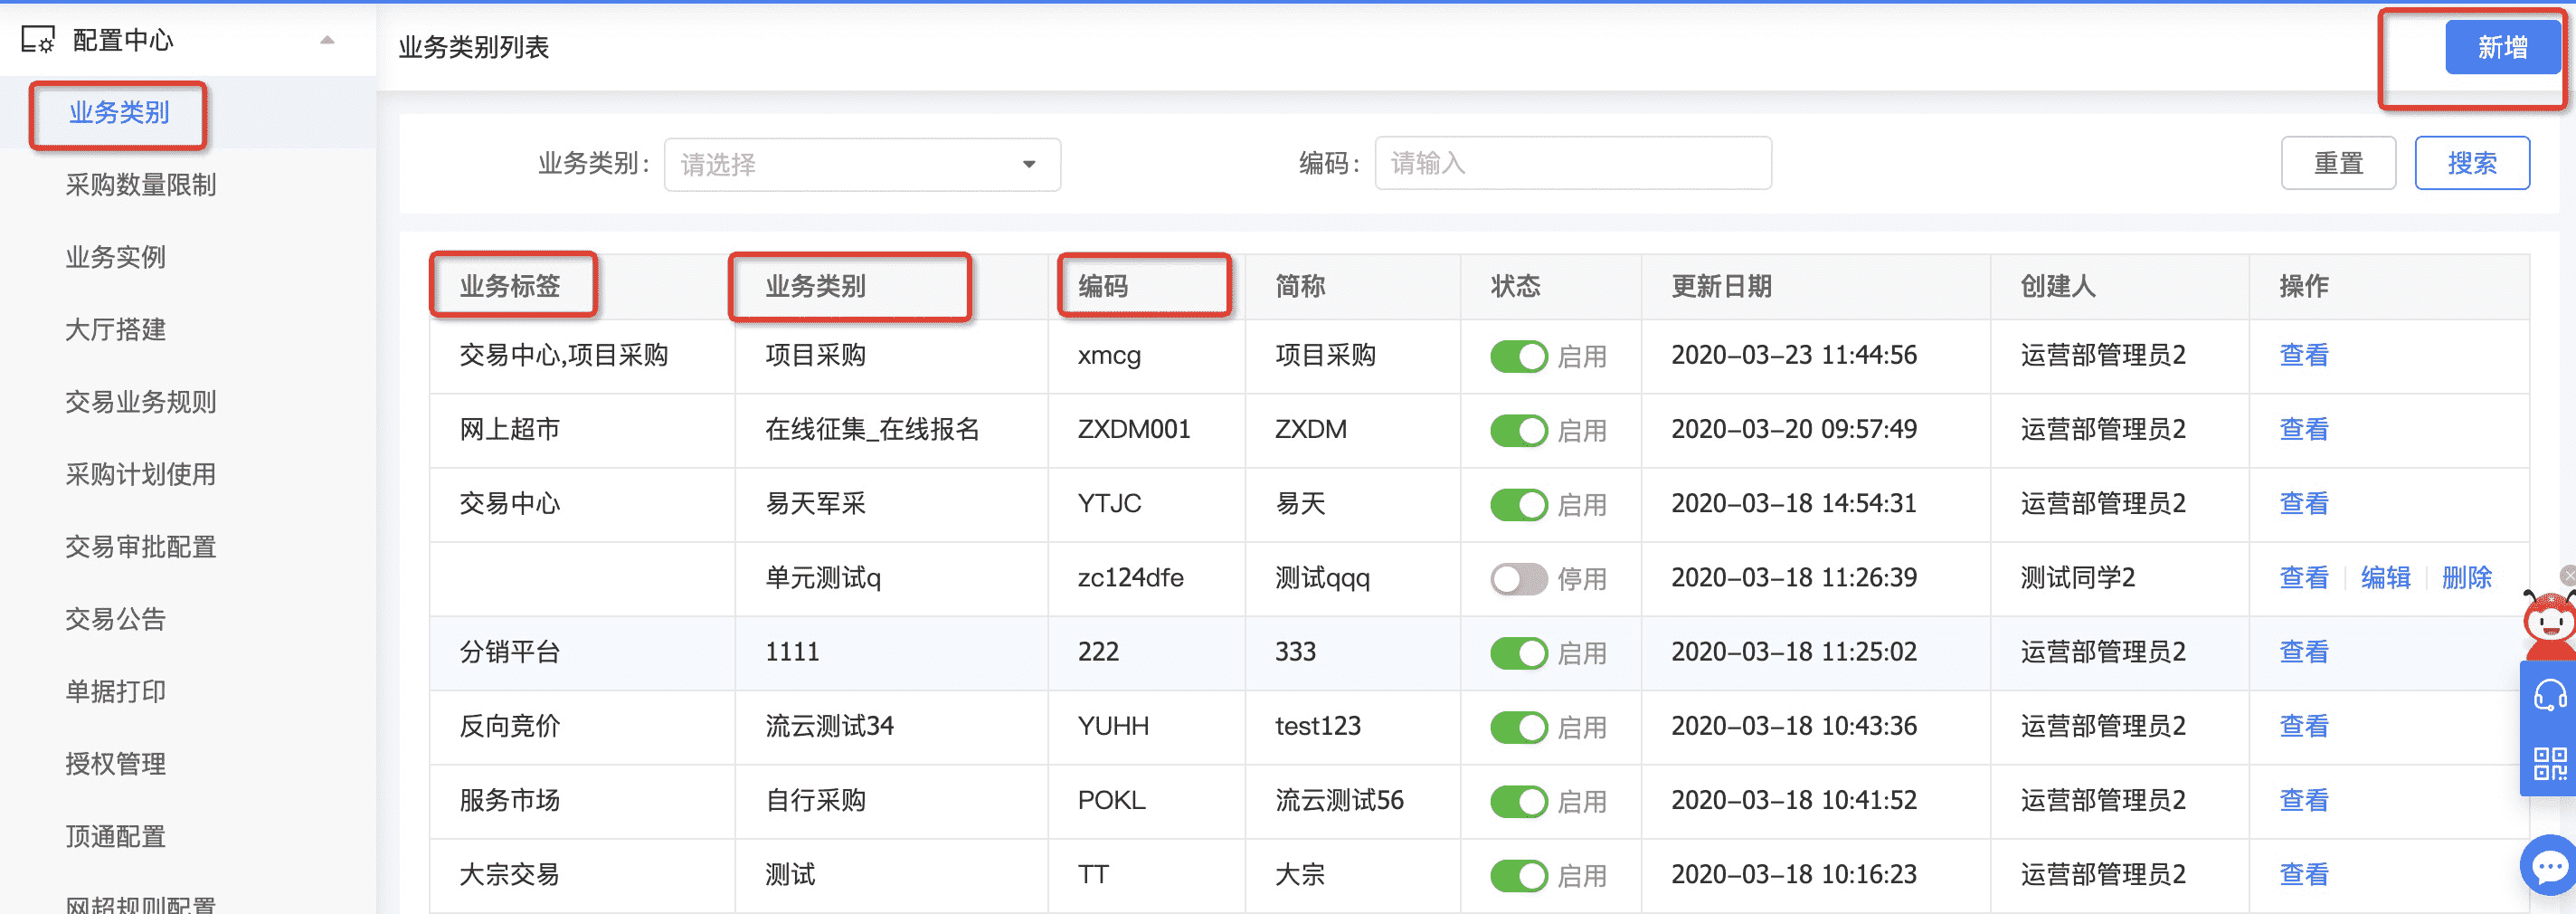 配置中心
业务类别
采购数量限制
业务实例
大厅搭建
交易业务规则
采购计划使用
交易审批配置
交易公告
单据打印
授权管理
顶通配置
网超规则配置
业务类别列表
新增
业务类别: 请选择 编码: 请输入 重置 搜索
业务标签 业务类别 编码 简称 状态 更新日期 创建人 操作
交易中心,项目采购 项目采购 xmcg 项目采购 启用 2020-03-23 11:44:56 运营部管理员2 查看
网上超市 在线征集_在线报名 ZXDM001 ZXDM 启用 2020-03-20 09:57:49 运营部管理员2 查看
交易中心 易天军采 YTJC 易天 启用 2020-03-18 14:54:31 运营部管理员2 查看
单元测试q zc124dfe 测试qqq 停用 2020-03-18 11:26:39 测试同学2 查看 编辑 删除
分销平台 1111 222 333 启用 2020-03-18 11:25:02 运营部管理员2 查看
反向竞价 流云测试34 YUHH test123 启用 2020-03-18 10:43:36 运营部管理员2 查看
服务市场 自行采购 POKL 流云测试56 启用 2020-03-18 10:41:52 运营部管理员2 查看
大宗交易 测试 TT 大宗 启用 2020-03-18 10:16:23 运营部管理员2 查看